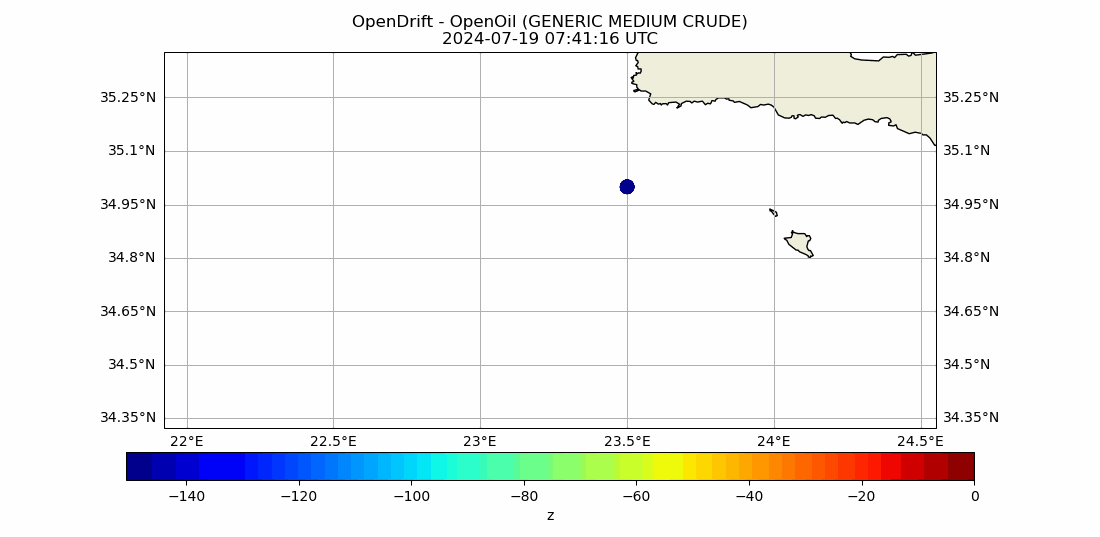 OpenDrift - OpenOil (GENERIC MEDIUM CRUDE)
2024-07-19 07:41:16 UTC
35.25°N 35.25°N
35.1°N 35.1°N
34.95°N 34.95°N
34.8°N 34.8°N
34.65°N 34.65°N
34.5°N 34.5°N
34.35°N 34.35°N
22°E 22.5°E 23°E 23.5°E 24°E 24.5°E
−140 −120 −100 −80 −60 −40 −20 0
z